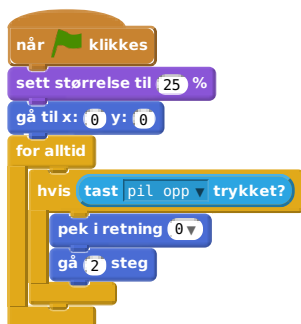 når klikkes
sett størrelse til 25 %
gå til x: 0 y: 0
for alltid
hvis tast pil opp ▾ trykket?
pek i retning 0 ▾
gå 2 steg